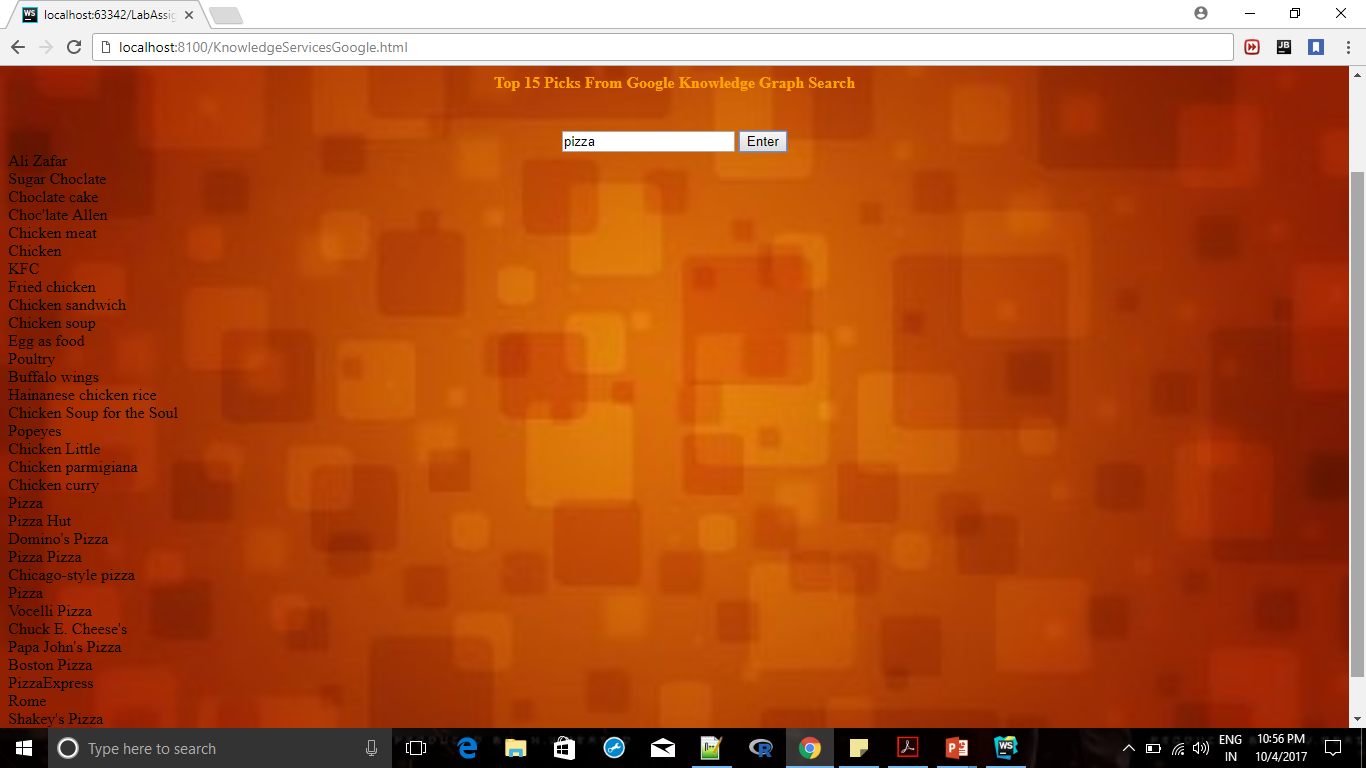 localhost:63342/LabAssig
localhost:8100/KnowledgeServicesGoogle.html
Top 15 Picks From Google Knowledge Graph Search
pizza Enter
Ali Zafar
Sugar Choclate
Choclate cake
Choc'late Allen
Chicken meat
Chicken
KFC
Fried chicken
Chicken sandwich
Chicken soup
Egg as food
Poultry
Buffalo wings
Hainanese chicken rice
Chicken Soup for the Soul
Popeyes
Chicken Little
Chicken parmigiana
Chicken curry
Pizza
Pizza Hut
Domino's Pizza
Pizza Pizza
Chicago-style pizza
Pizza
Vocelli Pizza
Chuck E. Cheese's
Papa John's Pizza
Boston Pizza
PizzaExpress
Rome
Shakey's Pizza
Type here to search
ENG
IN
10:56 PM
10/4/2017